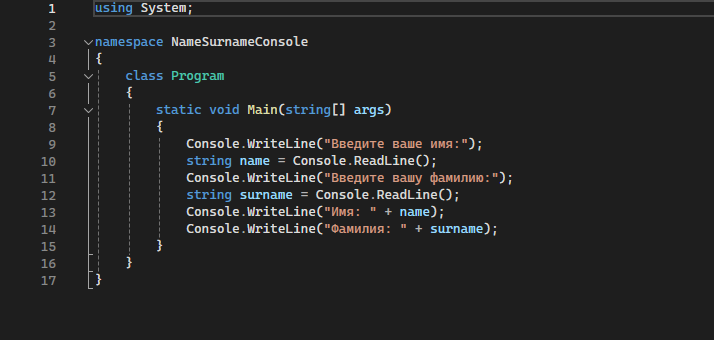 1 using System;
2
3 namespace NameSurnameConsole
4 {
5 class Program
6 {
7 static void Main(string[] args)
8 {
9 Console.WriteLine("Введите ваше имя:");
10 string name = Console.ReadLine();
11 Console.WriteLine("Введите вашу фамилию:");
12 string surname = Console.ReadLine();
13 Console.WriteLine("Имя: " + name);
14 Console.WriteLine("Фамилия: " + surname);
15 }
16 }
17 }